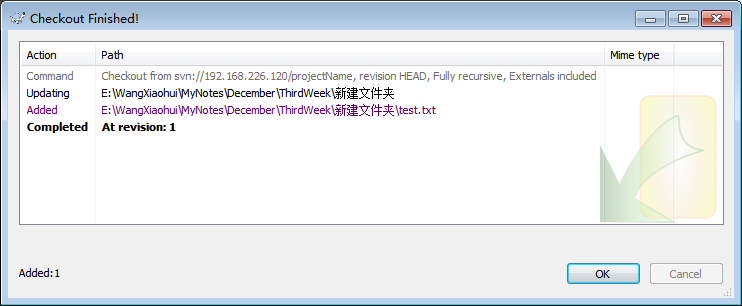 Checkout Finished!
Action Path Mime type
Command Checkout from svn://192.168.226.120/projectName, revision HEAD, Fully recursive, Externals included
Updating E:\WangXiaohui\MyNotes\December\ThirdWeek\新建文件夹
Added E:\WangXiaohui\MyNotes\December\ThirdWeek\新建文件夹\test.txt
Completed At revision: 1
Added:1 OK Cancel